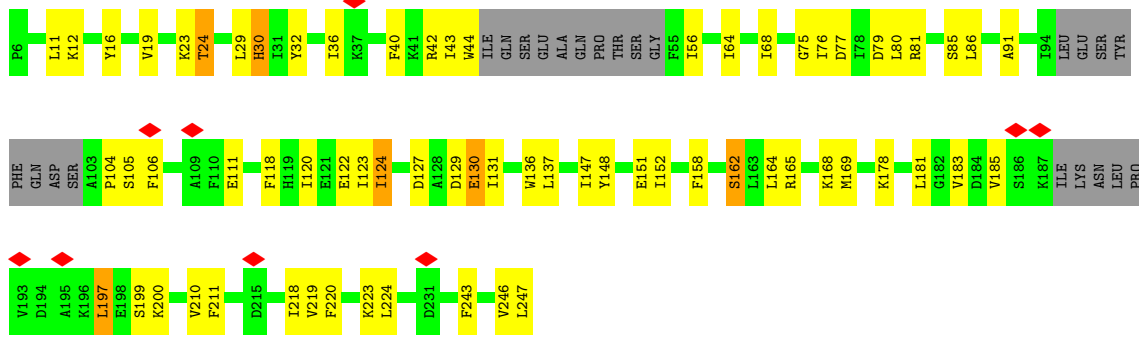 P6 L11 K12 Y16 V19 K23 T24 L29 H30 I31 Y32 I36 K37 F40 K41 R42 I43 W44 ILE GLN SER GLU ALA GLN PRO THR SER GLY F55 I56 I64 I68 G75 I76 D77 I78 D79 L80 R81 S85 L86 A91 I94 LEU GLU SER TYR
PHE GLN ASP SER A103 P104 S105 F106 A109 F110 E111 F118 H119 I120 E121 E122 I123 I124 D127 A128 D129 E130 I131 W136 L137 I147 Y148 E151 I152 F158 S162 L163 L164 R165 K168 M169 K178 L181 G182 V183 D184 V185 S186 K187 ILE LYS ASN LEU PRO
V193 D194 A195 K196 L197 E198 S199 K200 V210 F211 D215 I218 V219 F220 K223 L224 D231 F243 V246 L247